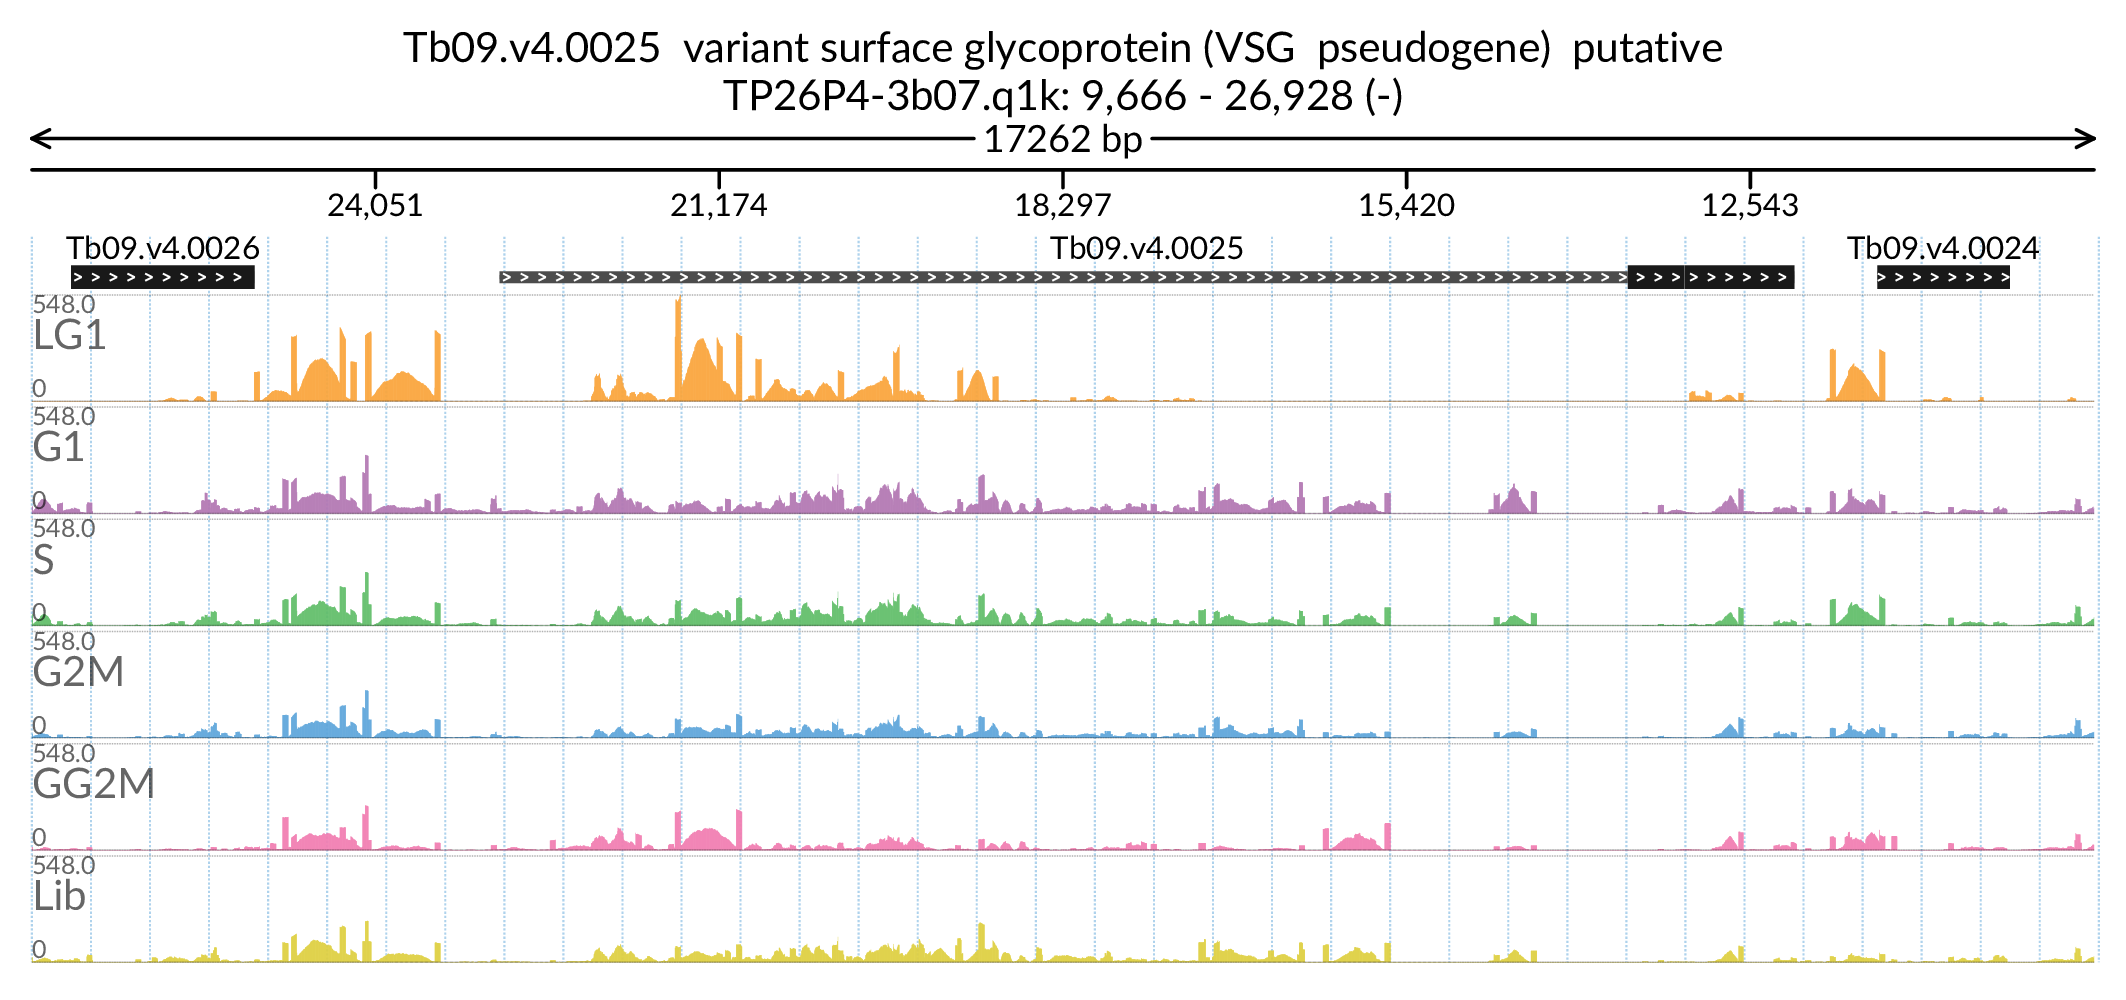 Tb09.v4.0025  variant surface glycoprotein (VSG  pseudogene)  putative
TP26P4-3b07.q1k: 9,666 - 26,928 (-)
17262 bp
24,051 21,174 18,297 15,420 12,543
Tb09.v4.0026 Tb09.v4.0025 Tb09.v4.0024
548.0
LG1
0
548.0
G1
0
548.0
S
0
548.0
G2M
0
548.0
GG2M
0
548.0
Lib
0